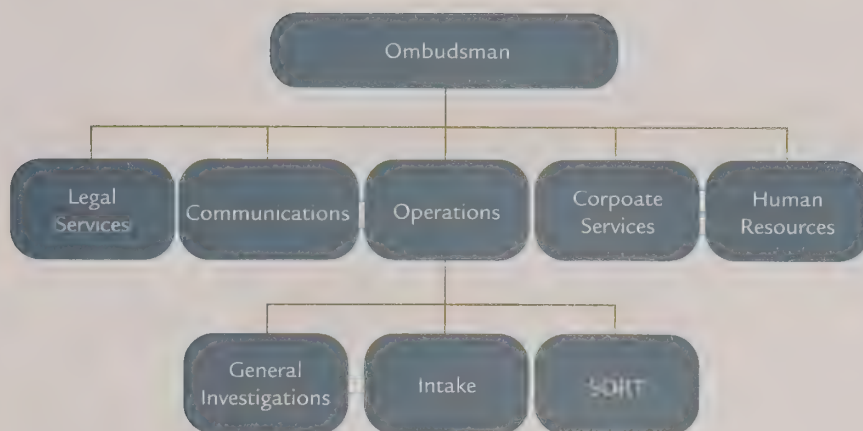 Ombudsman
Legal
Services
Communications
Operations
Corpoate
Services
Human
Resources
General
Investigations
Intake